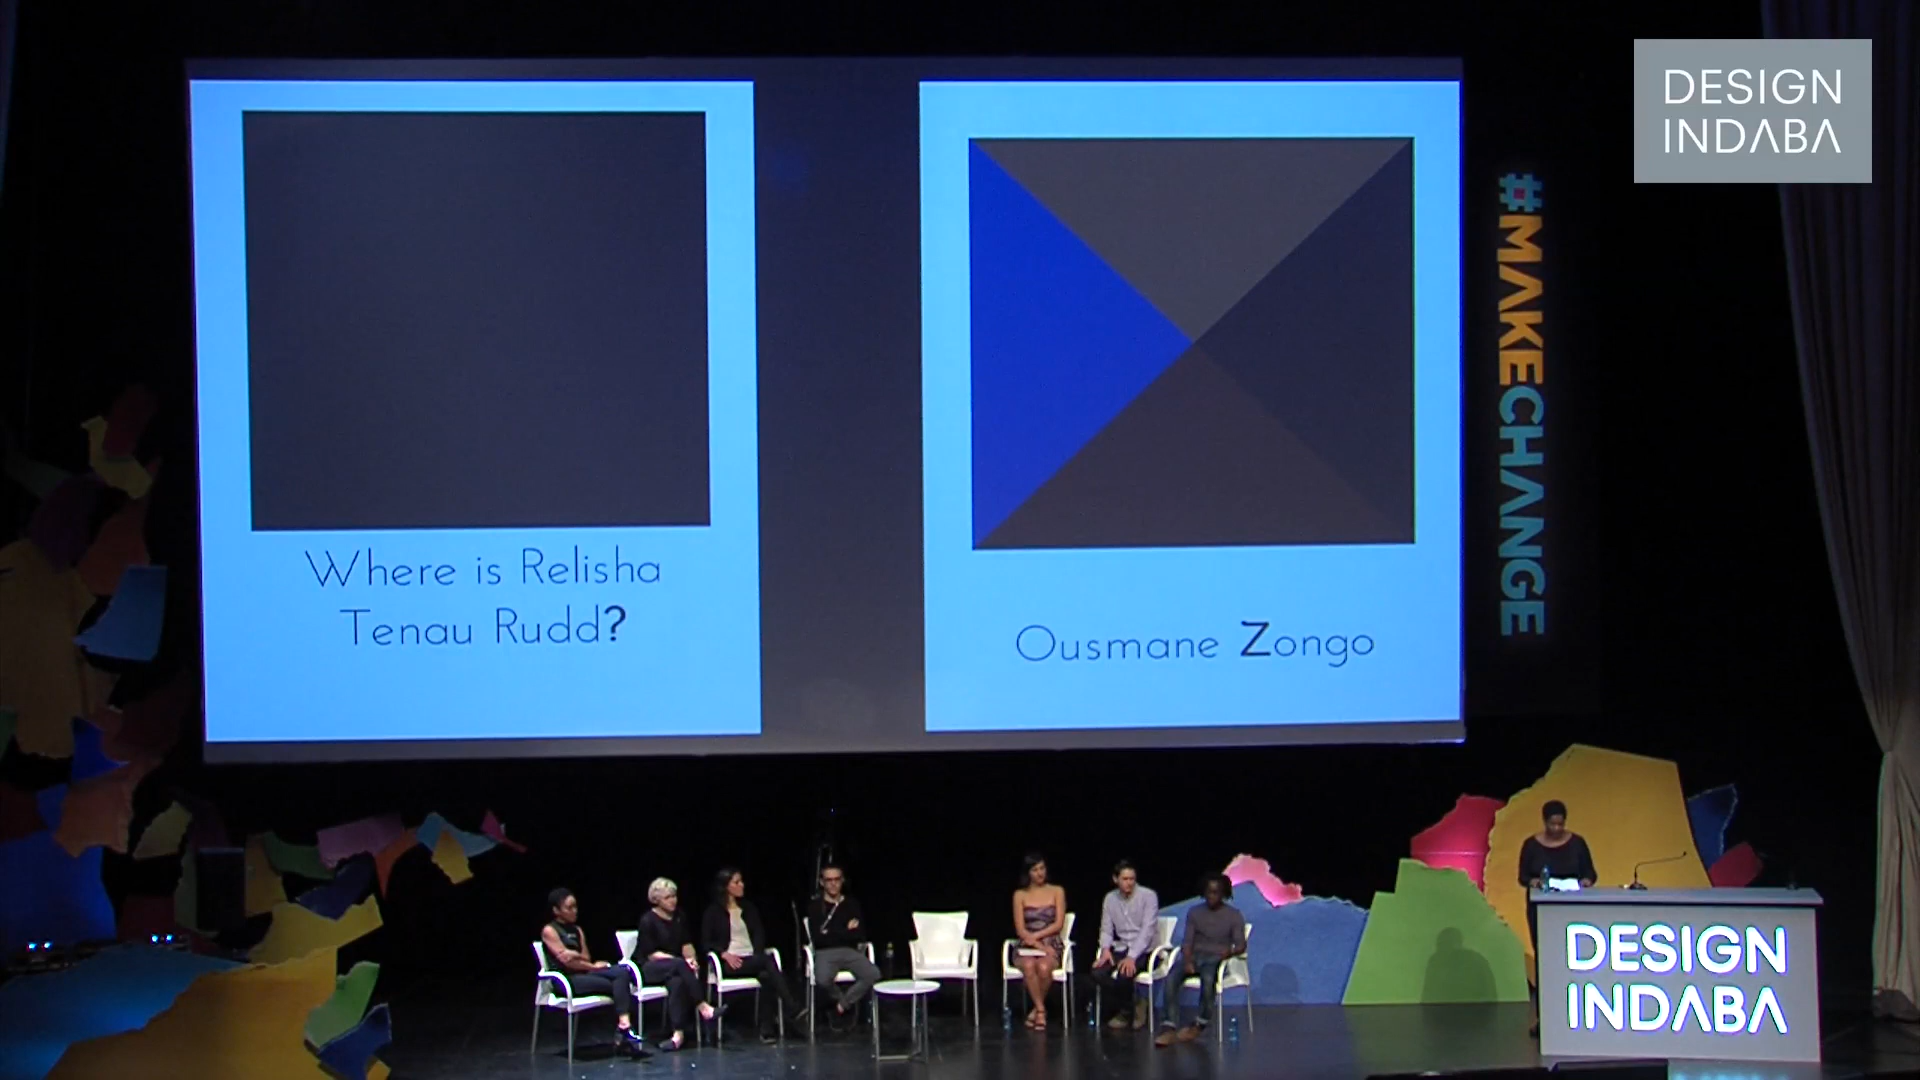 DESIGN
INDABA
#MAKECHANGE
Where is Relisha
Tenau Rudd?
Ousmane Zongo
DESIGN
INDABA